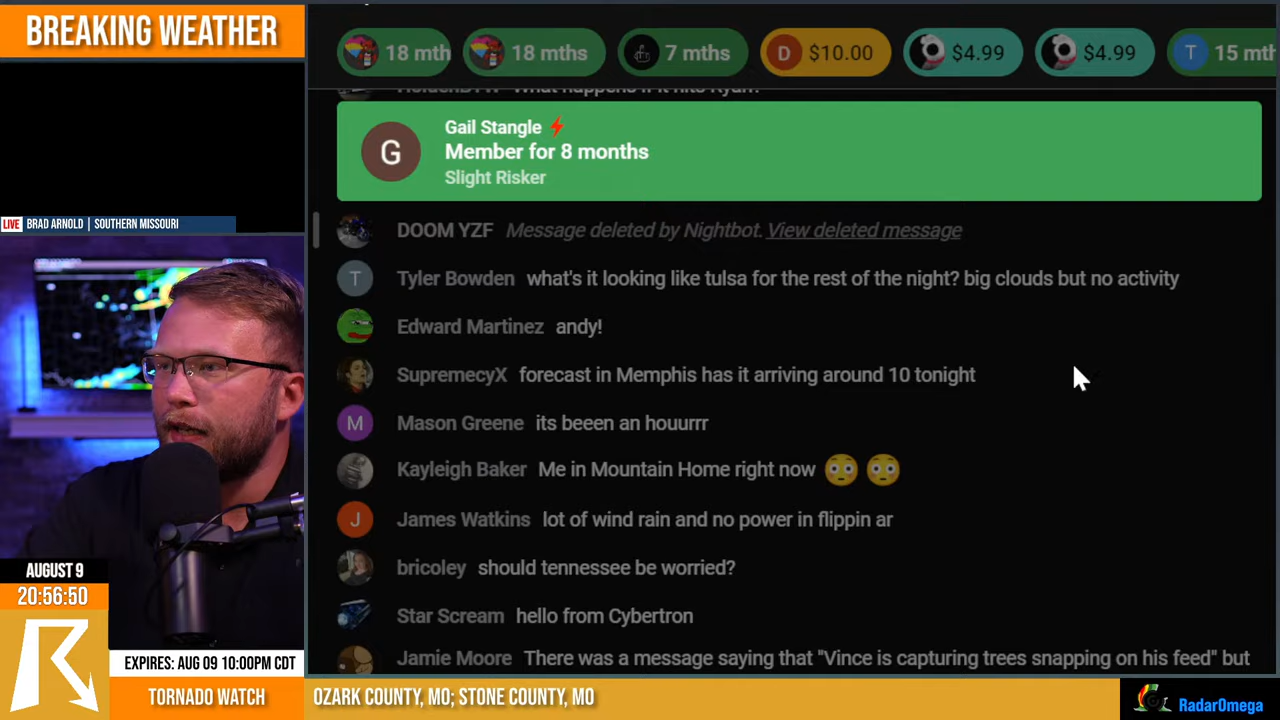 BREAKING WEATHER
18 mth
18 mths
7 mths
D $10.00
$4.99
$4.99
T 15 mth
What happens if it hits Ryan?
G
Gail Stangle
Member for 8 months
Slight Risker
DOOM YZF Message deleted by Nightbot. View deleted message
T Tyler Bowden what's it looking like tulsa for the rest of the night? big clouds but no activity
Edward Martinez andy!
SupremecyX forecast in Memphis has it arriving around 10 tonight
M Mason Greene its beeen an houurrr
Kayleigh Baker Me in Mountain Home right now 😳 😳
J James Watkins lot of wind rain and no power in flippin ar
bricoley should tennessee be worried?
Star Scream hello from Cybertron
Jamie Moore There was a message saying that "Vince is capturing trees snapping on his feed" but
LIVE BRAD ARNOLD | SOUTHERN MISSOURI
AUGUST 9
20:56:50
R
EXPIRES: AUG 09 10:00PM CDT
TORNADO WATCH
OZARK COUNTY, MO; STONE COUNTY, MO
RadarOmega